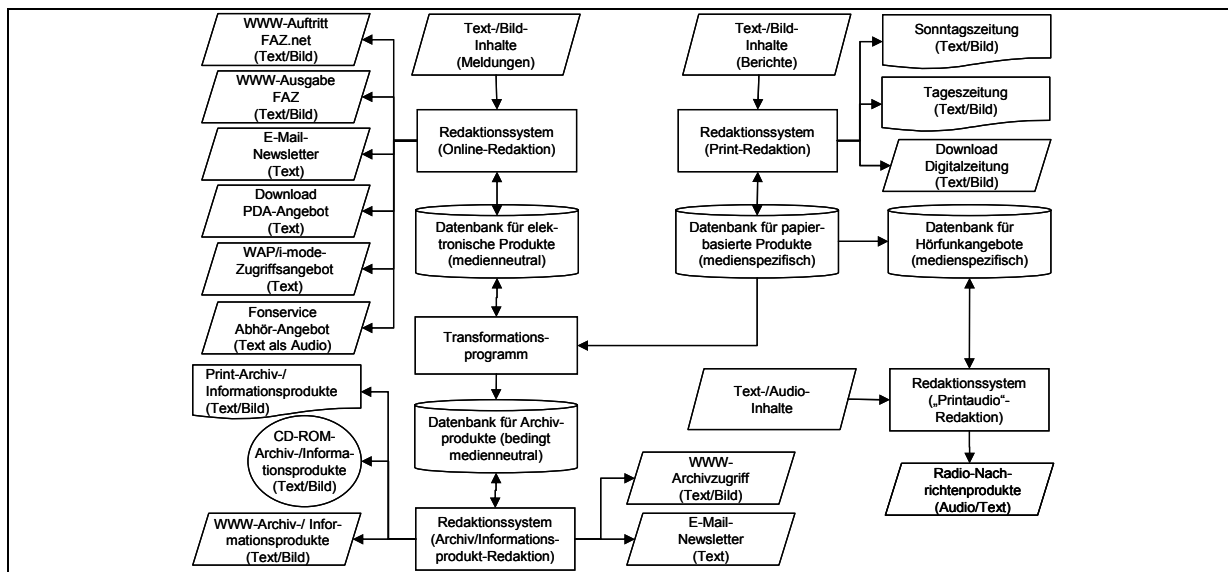 WWW-Auftritt
FAZ.net
(Text/Bild)
WWW-Ausgabe
FAZ
(Text/Bild)
E-Mail-
Newsletter
(Text)
Download
PDA-Angebot
(Text)
WAP/i-mode-
Zugriffsangebot
(Text)
Fonservice
Abhör-Angebot
(Text als Audio)
Print-Archiv-/
Informationsprodukte
(Text/Bild)
CD-ROM-
Archiv-/Informa-
tionsprodukte
(Text/Bild)
WWW-Archiv-/ Infor-
mationsprodukte
(Text/Bild)
Text-/Bild-
Inhalte
(Meldungen)
Redaktionssystem
(Online-Redaktion)
Datenbank für elek-
tronische Produkte
(medienneutral)
Transformations-
programm
Datenbank für Archiv-
produkte (bedingt
medienneutral)
Redaktionssystem
(Archiv/Informations-
produkt-Redaktion)
Text-/Bild-
Inhalte
(Berichte)
Redaktionssystem
(Print-Redaktion)
Datenbank für papier-
basierte Produkte
(medienspezifisch)
Text-/Audio-
Inhalte
WWW-
Archivzugriff
(Text/Bild)
E-Mail-
Newsletter
(Text)
Sonntagszeitung
(Text/Bild)
Tageszeitung
(Text/Bild)
Download
Digitalzeitung
(Text/Bild)
Datenbank für
Hörfunkangebote
(medienspezifisch)
Redaktionssystem
(„Printaudio“-
Redaktion)
Radio-Nach-
richtenprodukte
(Audio/Text)